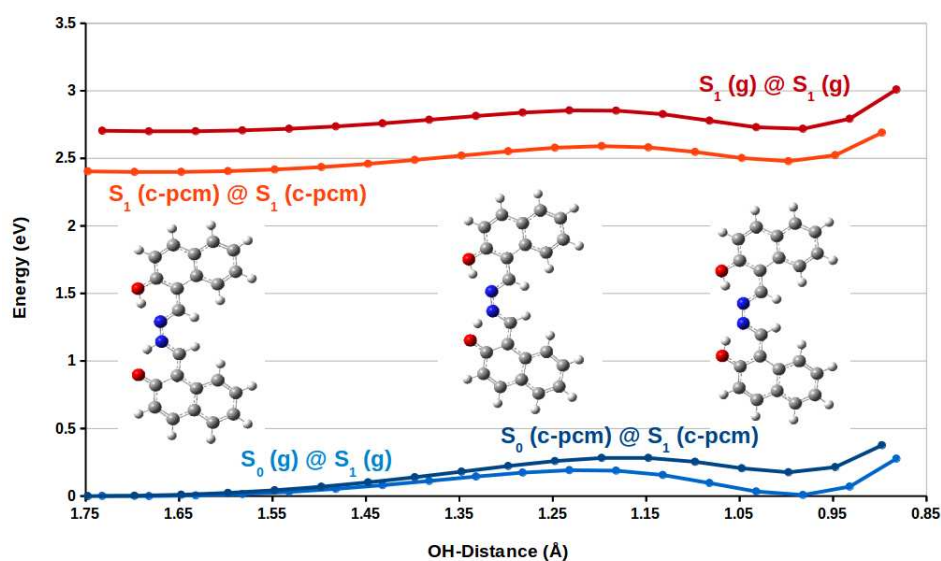 3.5
3
2.5
2
1.5
1
0.5
0
Energy (eV)
S1 (g) @ S1 (g)
S1 (c-pcm) @ S1 (c-pcm)
S0 (c-pcm) @ S1 (c-pcm)
S0 (g) @ S1 (g)
1.75 1.65 1.55 1.45 1.35 1.25 1.15 1.05 0.95 0.85
OH-Distance (Å)